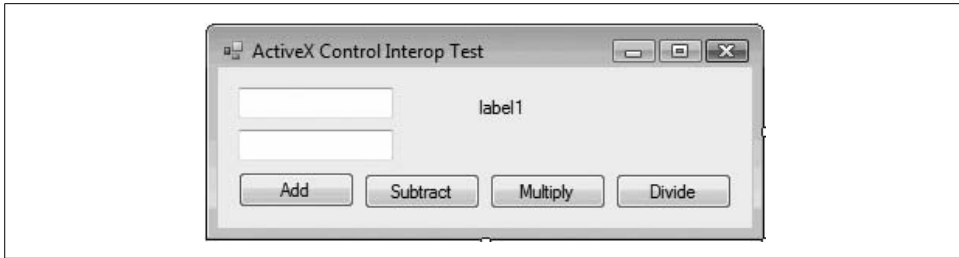 ActiveX Control Interop Test
label1
Add Subtract Multiply Divide